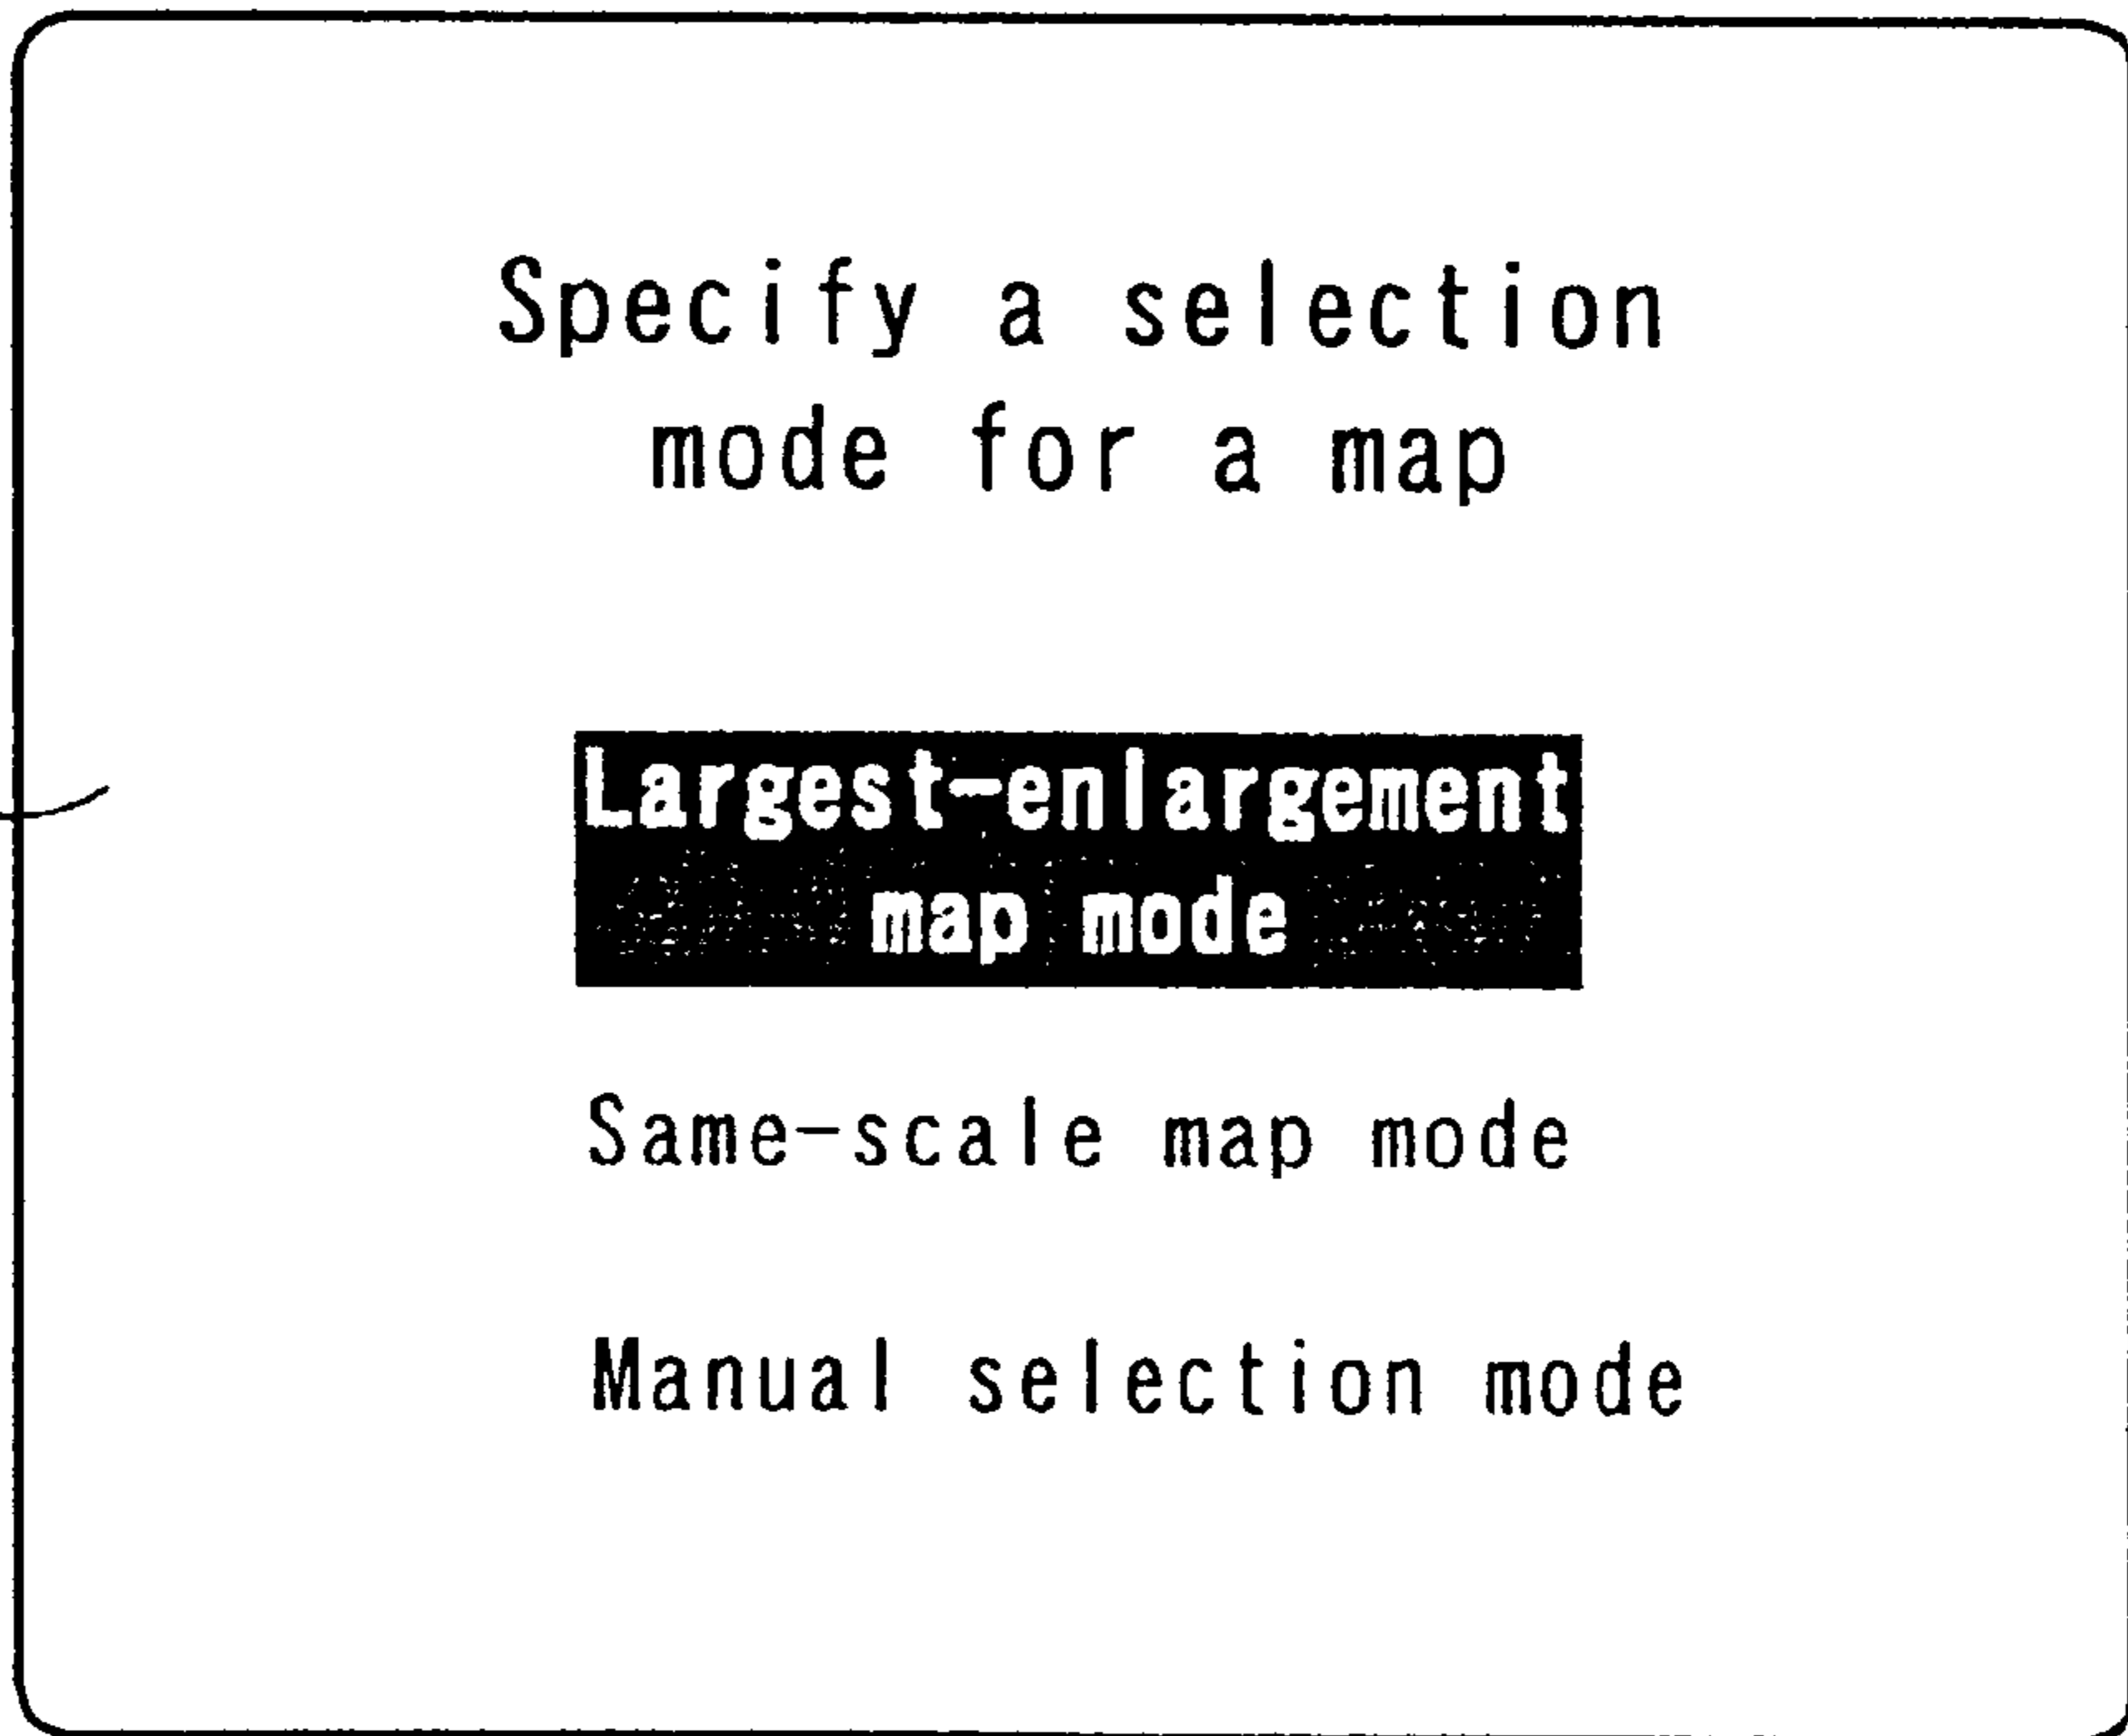 Specify a selection
mode for a map
Largest-enlargement
map mode
Same-scale map mode
Manual selection mode